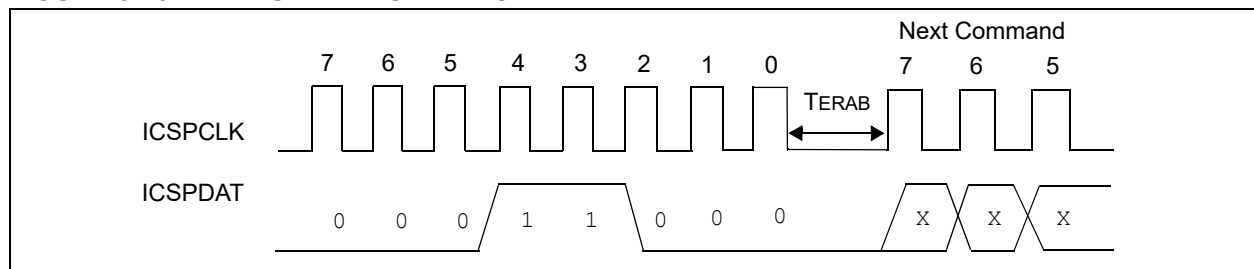 Next Command
7 6 5 4 3 2 1 0 7 6 5
TERAB
ICSPCLK
ICSPDAT
0 0 0 1 1 0 0 0 X X X